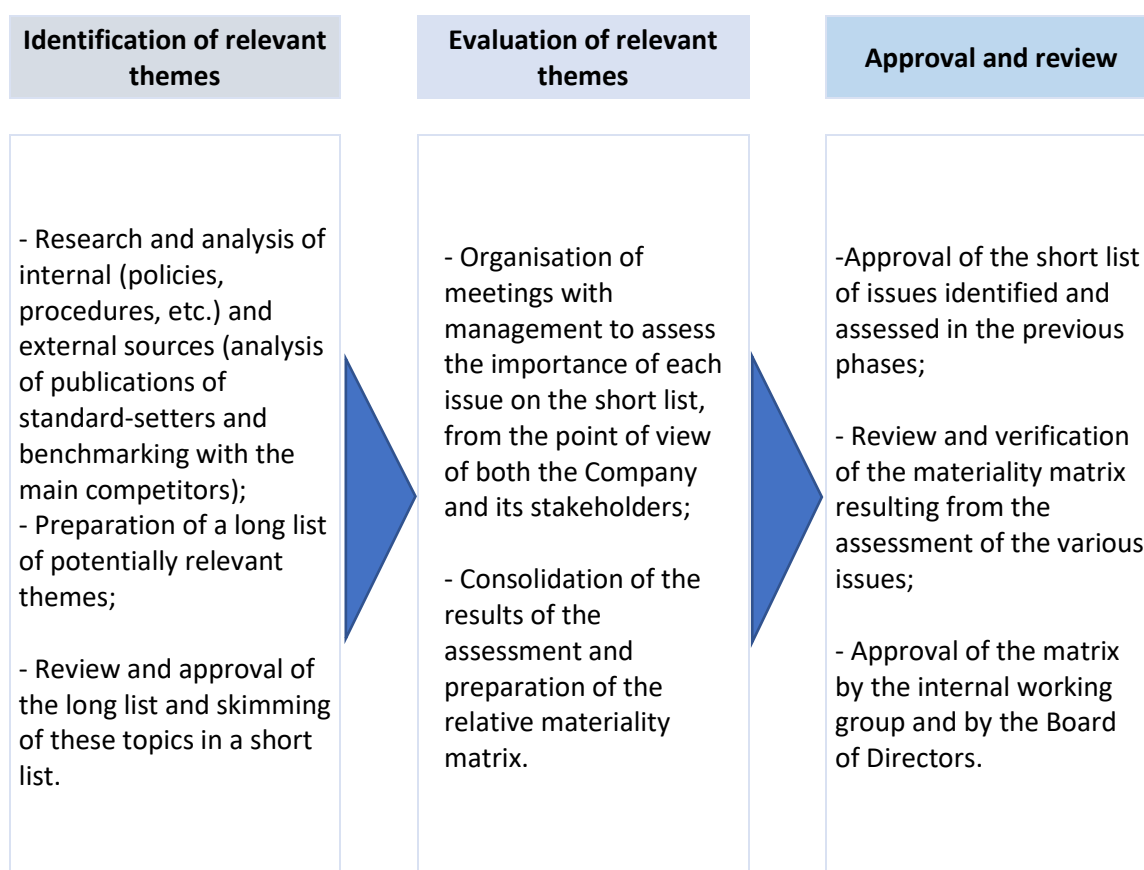 Identification of relevant
themes
- Research and analysis of
internal (policies,
procedures, etc.) and
external sources (analysis
of publications of
standard-setters and
benchmarking with the
main competitors);
- Preparation of a long list
of potentially relevant
themes;
- Review and approval of
the long list and skimming
of these topics in a short
list.
Evaluation of relevant
themes
- Organisation of
meetings with
management to assess
the importance of each
issue on the short list,
from the point of view
of both the Company
and its stakeholders;
- Consolidation of the
results of the
assessment and
preparation of the
relative materiality
matrix.
Approval and review
-Approval of the short list
of issues identified and
assessed in the previous
phases;
- Review and verification
of the materiality matrix
resulting from the
assessment of the various
issues;
- Approval of the matrix
by the internal working
group and by the Board
of Directors.